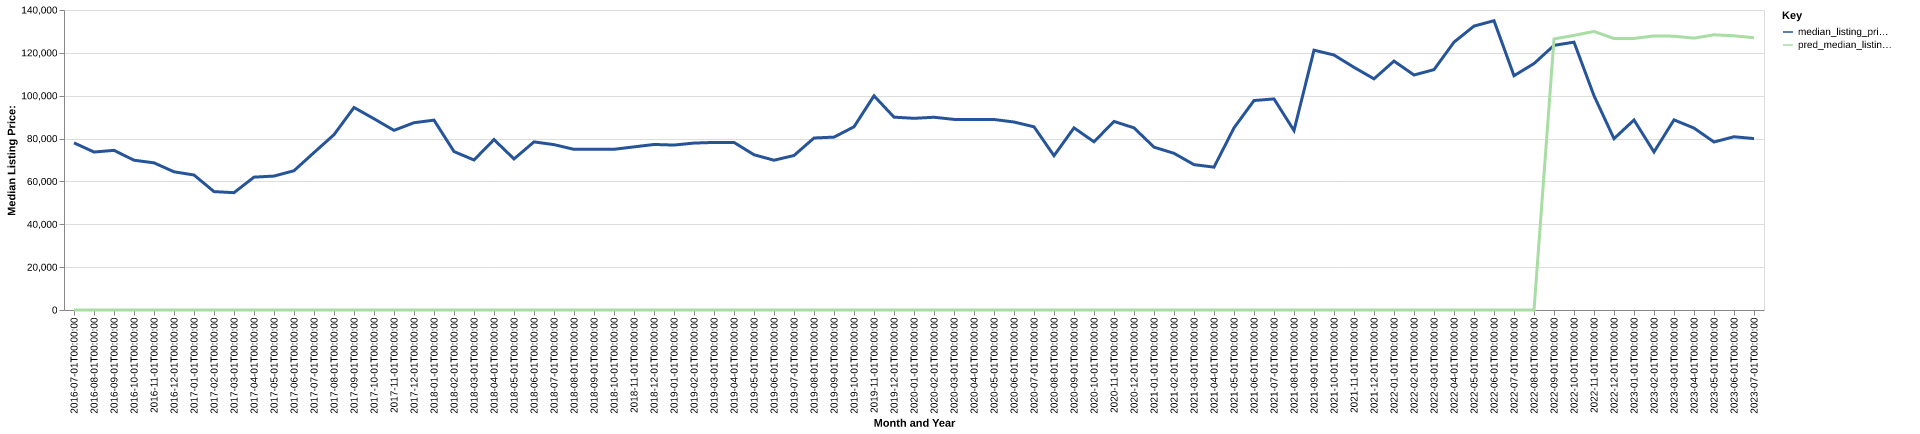 140,000
120,000
100,000
80,000
60,000
40,000
20,000
0
Median Listing Price:
2016-07-01T00:00:00
2016-08-01T00:00:00
2016-09-01T00:00:00
2016-10-01T00:00:00
2016-11-01T00:00:00
2016-12-01T00:00:00
2017-01-01T00:00:00
2017-02-01T00:00:00
2017-03-01T00:00:00
2017-04-01T00:00:00
2017-05-01T00:00:00
2017-06-01T00:00:00
2017-07-01T00:00:00
2017-08-01T00:00:00
2017-09-01T00:00:00
2017-10-01T00:00:00
2017-11-01T00:00:00
2017-12-01T00:00:00
2018-01-01T00:00:00
2018-02-01T00:00:00
2018-03-01T00:00:00
2018-04-01T00:00:00
2018-05-01T00:00:00
2018-06-01T00:00:00
2018-07-01T00:00:00
2018-08-01T00:00:00
2018-09-01T00:00:00
2018-10-01T00:00:00
2018-11-01T00:00:00
2018-12-01T00:00:00
2019-01-01T00:00:00
2019-02-01T00:00:00
2019-03-01T00:00:00
2019-04-01T00:00:00
2019-05-01T00:00:00
2019-06-01T00:00:00
2019-07-01T00:00:00
2019-08-01T00:00:00
2019-09-01T00:00:00
2019-10-01T00:00:00
2019-11-01T00:00:00
2019-12-01T00:00:00
2020-01-01T00:00:00
2020-02-01T00:00:00
2020-03-01T00:00:00
2020-04-01T00:00:00
2020-05-01T00:00:00
2020-06-01T00:00:00
2020-07-01T00:00:00
2020-08-01T00:00:00
2020-09-01T00:00:00
2020-10-01T00:00:00
2020-11-01T00:00:00
2020-12-01T00:00:00
2021-01-01T00:00:00
2021-02-01T00:00:00
2021-03-01T00:00:00
2021-04-01T00:00:00
2021-05-01T00:00:00
2021-06-01T00:00:00
2021-07-01T00:00:00
2021-08-01T00:00:00
2021-09-01T00:00:00
2021-10-01T00:00:00
2021-11-01T00:00:00
2021-12-01T00:00:00
2022-01-01T00:00:00
2022-02-01T00:00:00
2022-03-01T00:00:00
2022-04-01T00:00:00
2022-05-01T00:00:00
2022-06-01T00:00:00
2022-07-01T00:00:00
2022-08-01T00:00:00
2022-09-01T00:00:00
2022-10-01T00:00:00
2022-11-01T00:00:00
2022-12-01T00:00:00
2023-01-01T00:00:00
2023-02-01T00:00:00
2023-03-01T00:00:00
2023-04-01T00:00:00
2023-05-01T00:00:00
2023-06-01T00:00:00
2023-07-01T00:00:00
Month and Year
Key
median_listing_pri…
pred_median_listin…